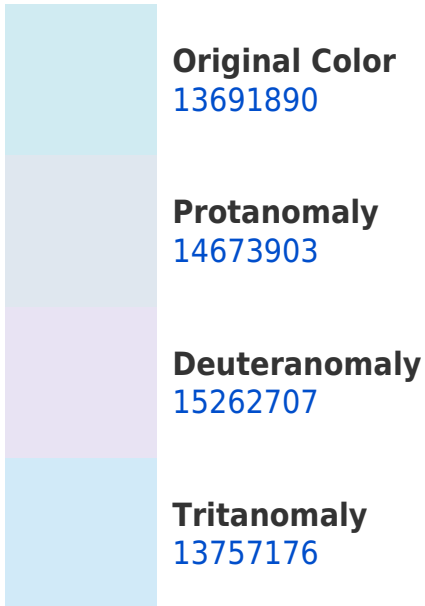 Original Color
13691890
Protanomaly
14673903
Deuteranomaly
15262707
Tritanomaly
13757176